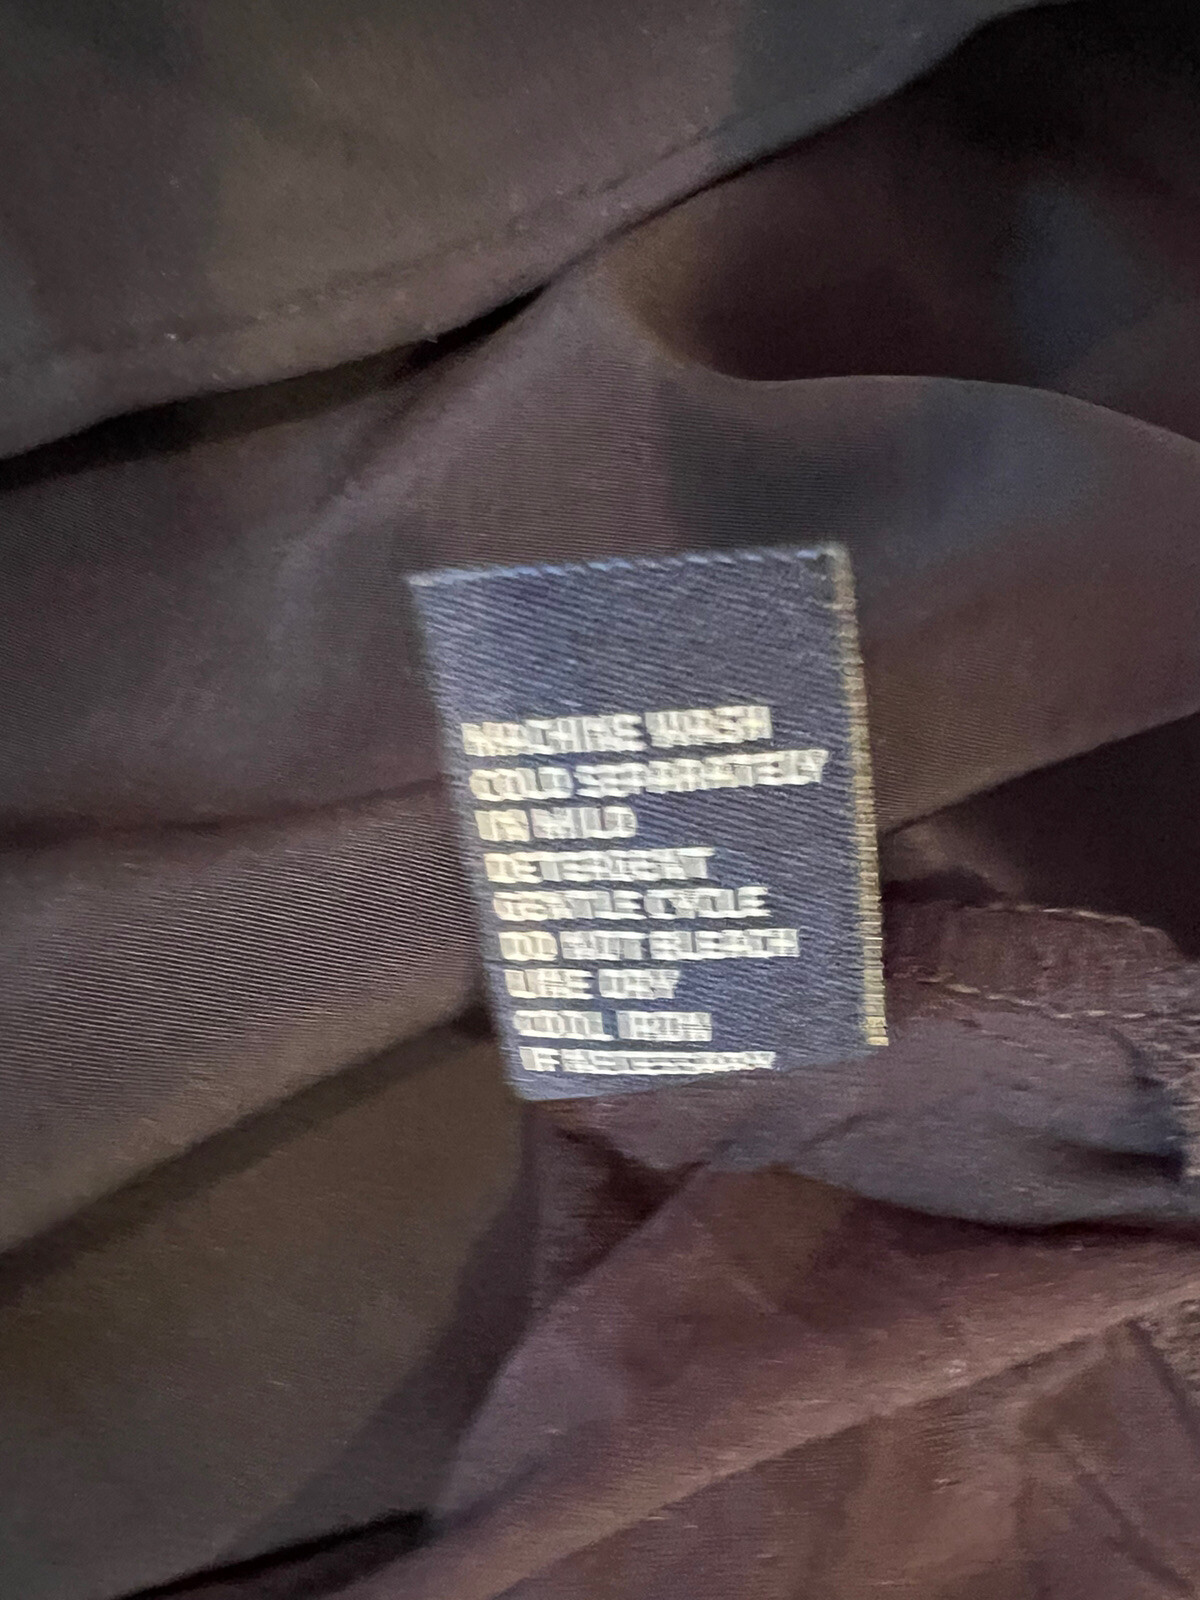 MACHINE WASH
COLD SEPARATELY
IN MILD
DETERGENT
GENTLE CYCLE
DO NOT BLEACH
LINE DRY
COOL IRON
IF NECESSARY